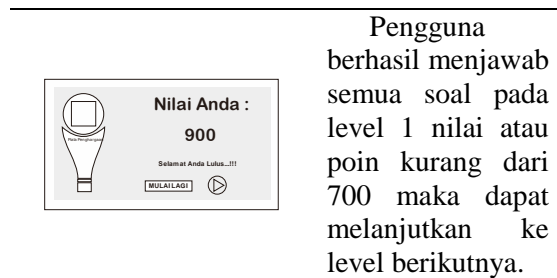 Nilai Anda :
900
Selamat Anda Lulus...!!!
MULAI LAGI
Pengguna
berhasil menjawab
semua soal pada
level 1 nilai atau
poin kurang dari
700 maka dapat
melanjutkan ke
level berikutnya.